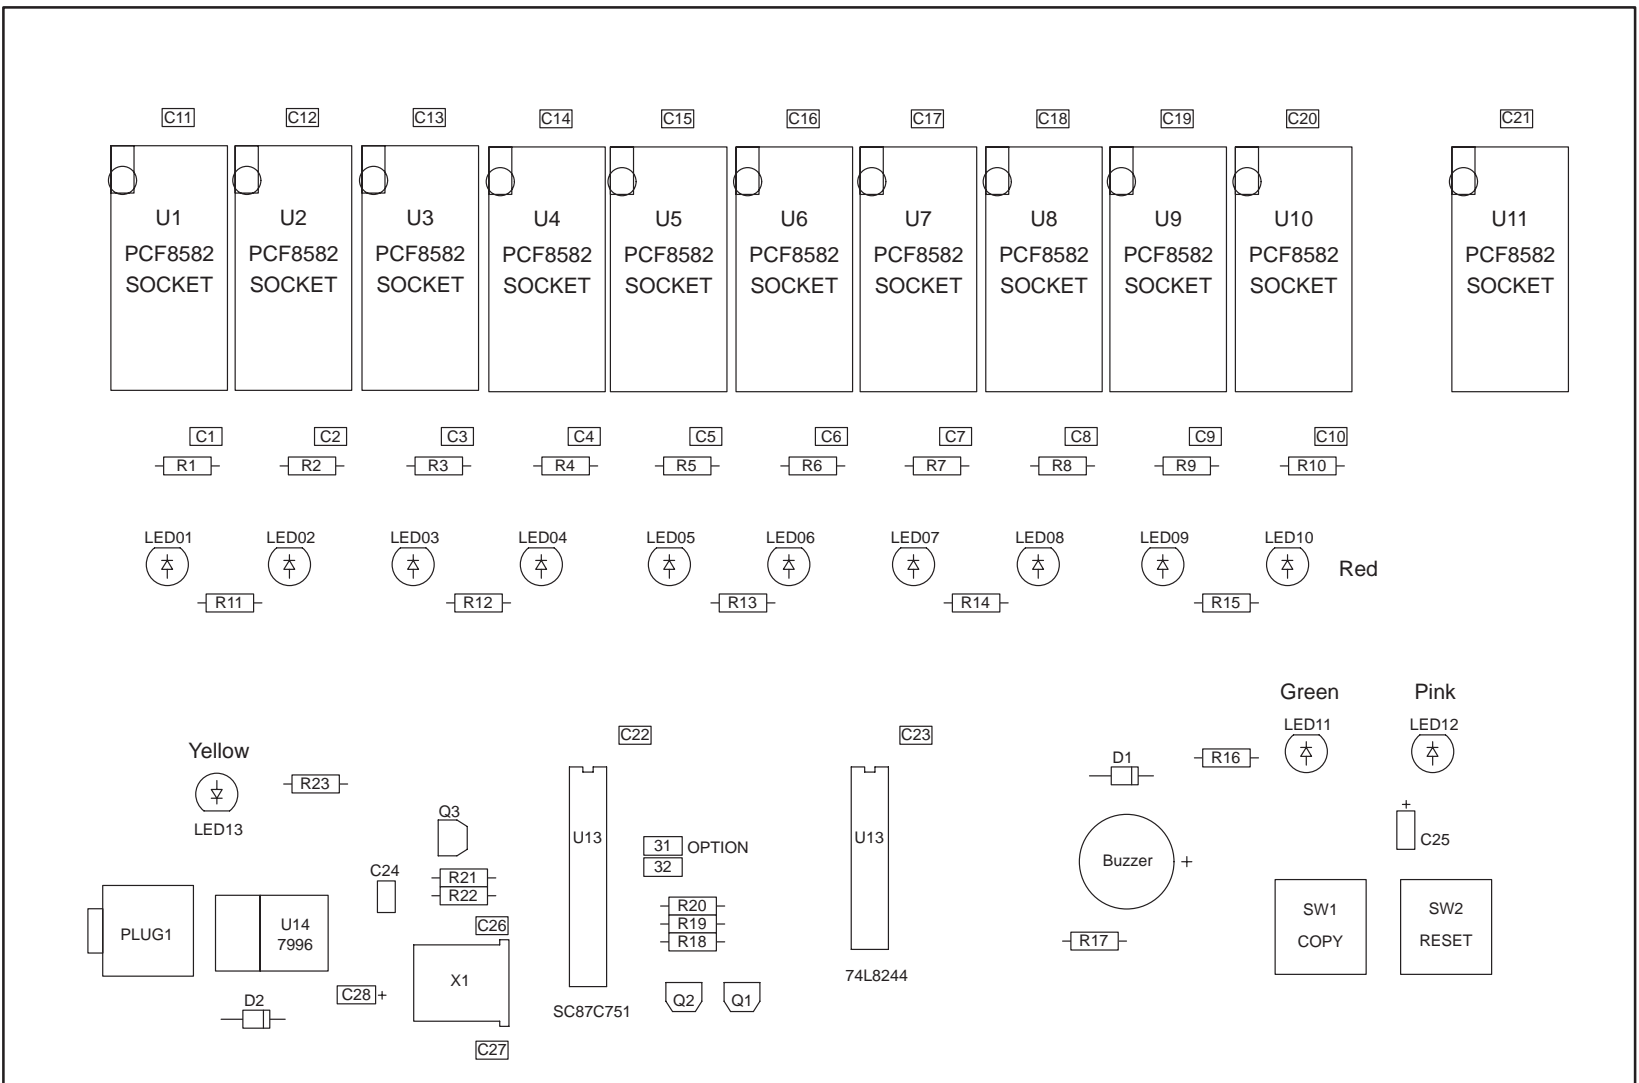 C11 C12 C13 C14 C15 C16 C17 C18 C19 C20 C21
U1 U2 U3 U4 U5 U6 U7 U8 U9 U10 U11
PCF8582 PCF8582 PCF8582 PCF8582 PCF8582 PCF8582 PCF8582 PCF8582 PCF8582 PCF8582 PCF8582
SOCKET SOCKET SOCKET SOCKET SOCKET SOCKET SOCKET SOCKET SOCKET SOCKET SOCKET
C1 C2 C3 C4 C5 C6 C7 C8 C9 C10
R1 R2 R3 R4 R5 R6 R7 R8 R9 R10
LED01 LED02 LED03 LED04 LED05 LED06 LED07 LED08 LED09 LED10
Red
R11 R12 R13 R14 R15
Green Pink
LED11 LED12
C22 C23
Yellow
D1 R16
R23
LED13
Q3
U13 U13
31 OPTION
32
+
C25
Buzzer +
C24
R21
R22
R20
R19
R18
C26
PLUG1
U14
7996
R17
SW1
COPY
SW2
RESET
74L8244
X1
C28 +
D2
Q2 Q1
SC87C751
C27